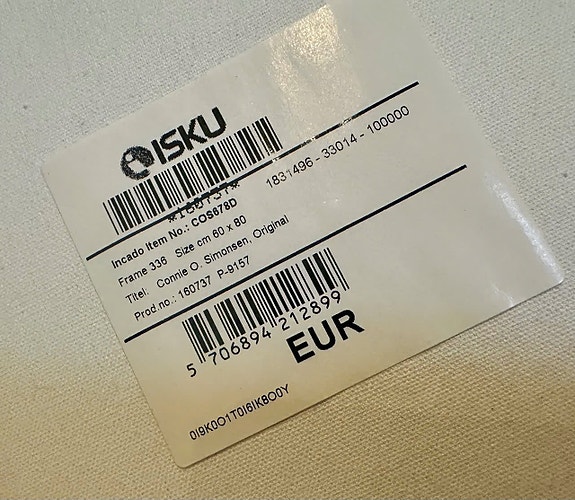 ISKU
*160737*
1831496 - 33014 - 100000
Incado Item No.: COS678D
Frame 336 Size cm 60 x 80
Titel: Connie O. Simonsen, Original
Prod.no.: 160737 P-9157
5 706894 212899
EUR